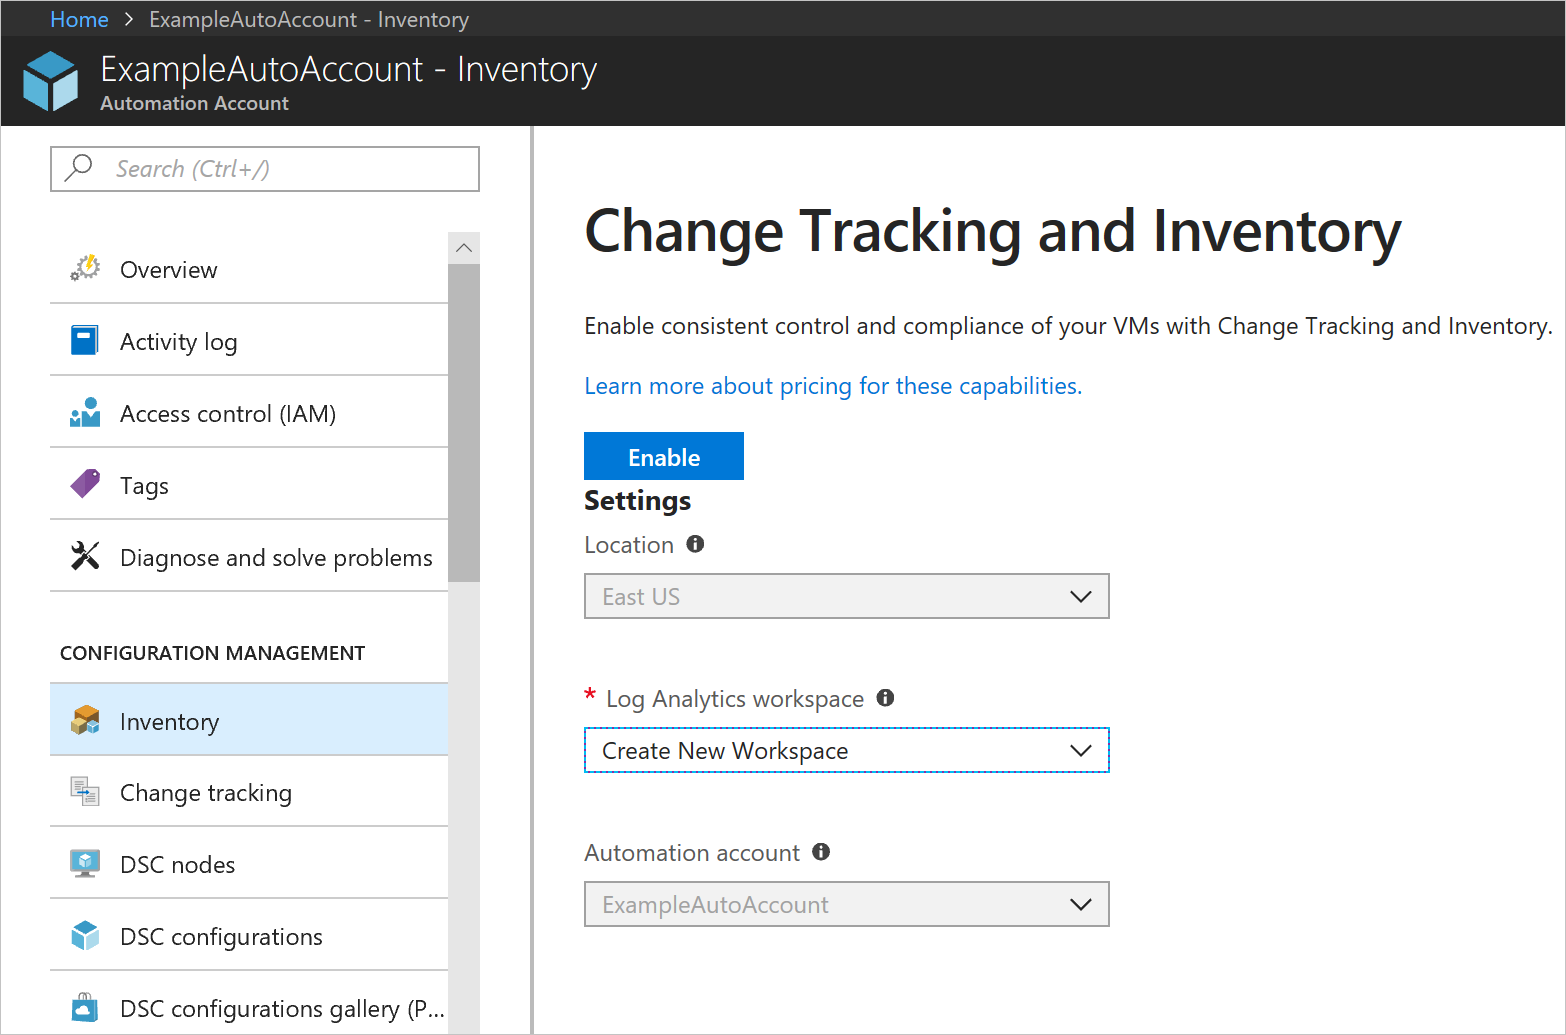 Home > ExampleAutoAccount - Inventory
ExampleAutoAccount - Inventory
Automation Account
Search (Ctrl+/)
Overview
Activity log
Access control (IAM)
Tags
Diagnose and solve problems
CONFIGURATION MANAGEMENT
Inventory
Change tracking
DSC nodes
DSC configurations
DSC configurations gallery (P...
Change Tracking and Inventory
Enable consistent control and compliance of your VMs with Change Tracking and Inventory.
Learn more about pricing for these capabilities.
Enable
Settings
Location
East US
* Log Analytics workspace
Create New Workspace
Automation account
ExampleAutoAccount